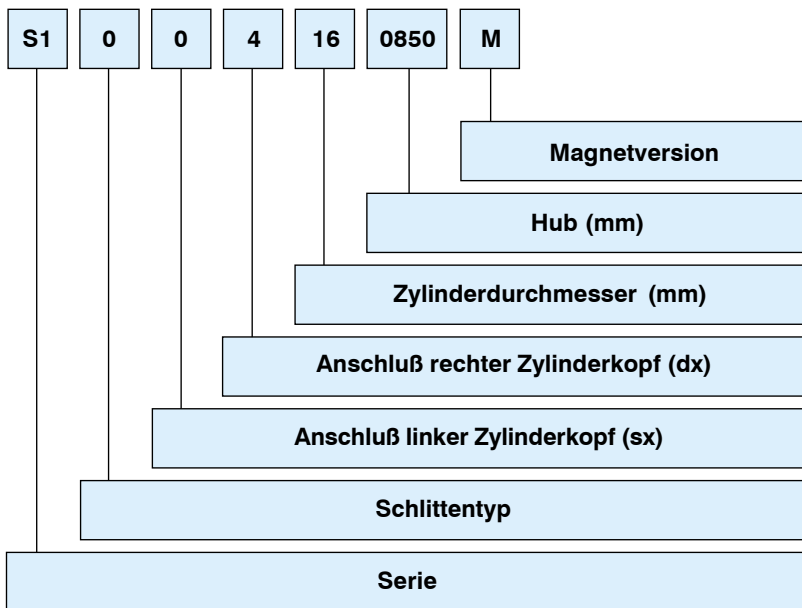 S1 0 0 4 16 0850 M
Magnetversion
Hub (mm)
Zylinderdurchmesser (mm)
Anschluß rechter Zylinderkopf (dx)
Anschluß linker Zylinderkopf (sx)
Schlittentyp
Serie